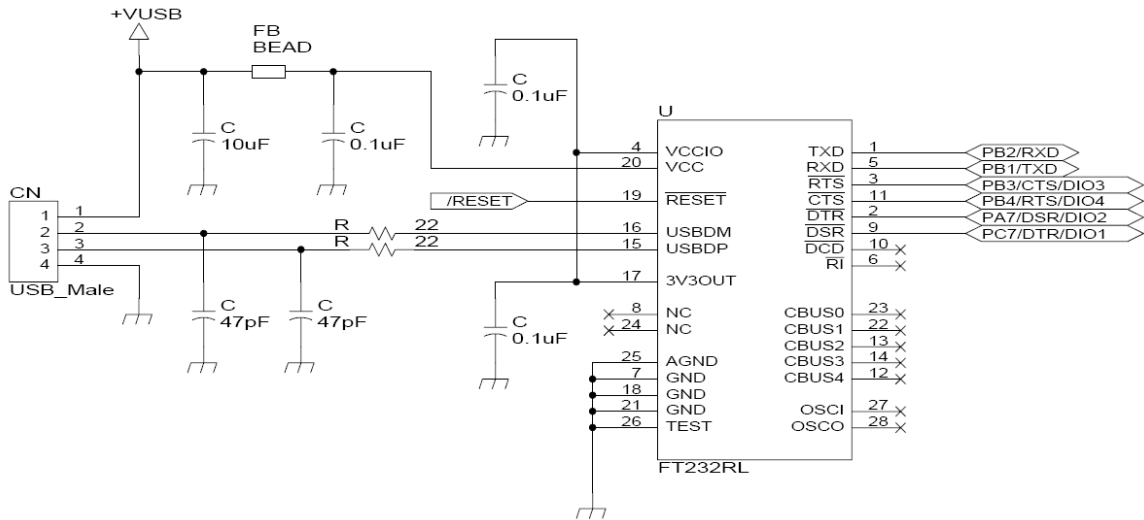 +VUSB
FB
BEAD
C
0.1uF
C
10uF
C
0.1uF
U
4 VCCIO
20 VCC
19 RESET
16 USBDM
15 USBDP
17 3V3OUT
8 NC
24 NC
25 AGND
7 GND
18 GND
21 GND
26 TEST
TXD 1 PB2/RXD
RXD 5 PB1/TXD
RTS 3 PB3/CTS/DIO3
CTS 11 PB4/RTS/DIO4
DTR 2 PA7/DSR/DIO2
DSR 9 PC7/DTR/DIO1
DCD 10
RI 6
CBUS0 23
CBUS1 22
CBUS2 13
CBUS3 14
CBUS4 12
OSCI 27
OSCO 28
FT232RL
/RESET
CN
1 1
2 2
3 3
4 4
USB_Male
R 22
R 22
C
47pF
C
47pF
C
0.1uF